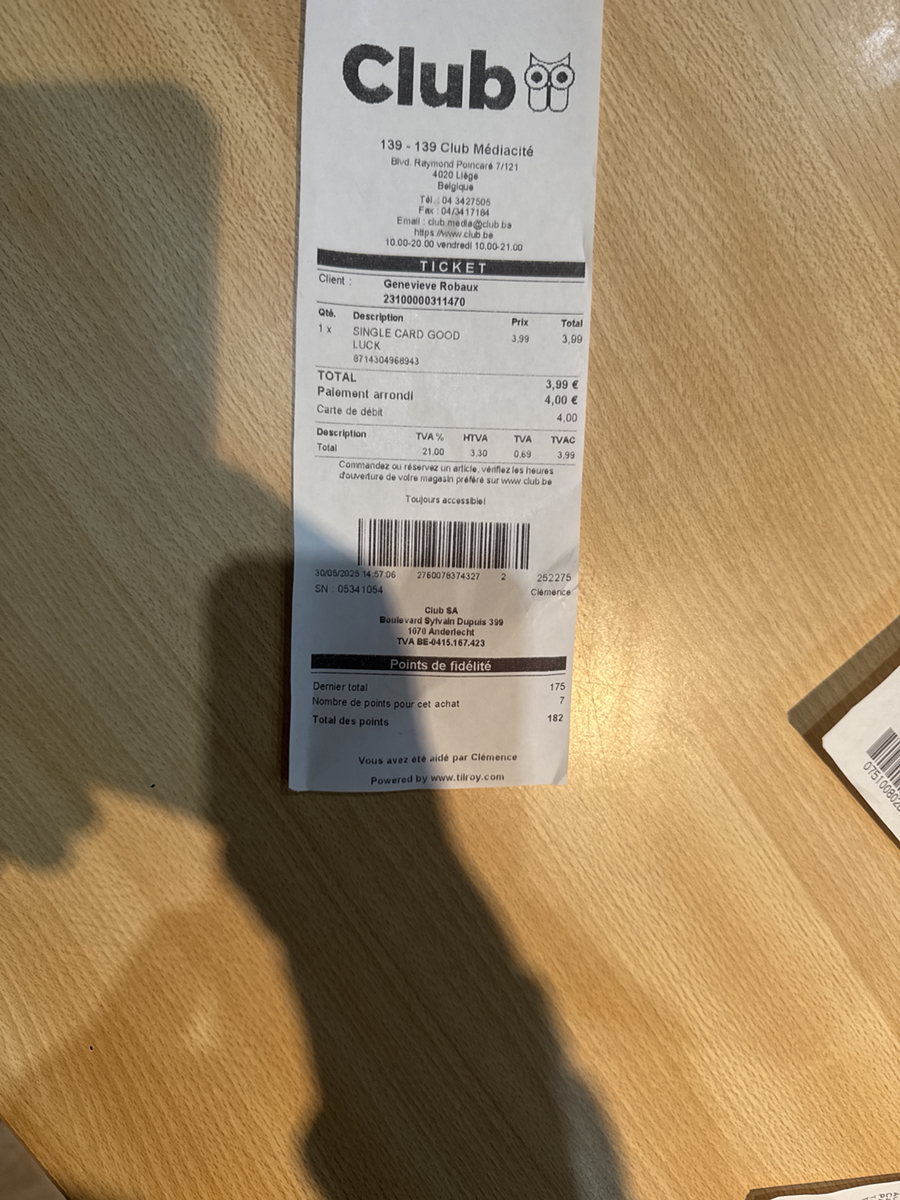 Club
139 - 139 Club Médiacité
Blvd. Raymond Poincaré 7/121
4020 Liège
Belgique
Tél. : 04 3427505
Fax : 04/3417184
Email : club.media@club.be
https://www.club.be
10.00-20.00 vendredi 10.00-21.00
TICKET
Client : Genevieve Robaux
23100000311470
Qté. Description Prix Total
1 x SINGLE CARD GOOD 3,99 3,99
LUCK
8714304968943
TOTAL 3,99 €
Paiement arrondi 4,00 €
Carte de débit 4,00
Description TVA % HTVA TVA TVAC
Total 21,00 3,30 0,69 3,99
Commandez ou réservez un article, vérifiez les heures
d'ouverture de votre magasin préféré sur www.club.be
Toujours accessible!
30/05/2025 14:57:06 2760078374327 2 252275
SN : 05341054 Clémence
Club SA
Boulevard Sylvain Dupuis 399
1070 Anderlecht
TVA BE-0415.167.423
Points de fidélité
Dernier total 175
Nombre de points pour cet achat 7
Total des points 182
Vous avez été aidé par Clémence
Powered by www.tilroy.com